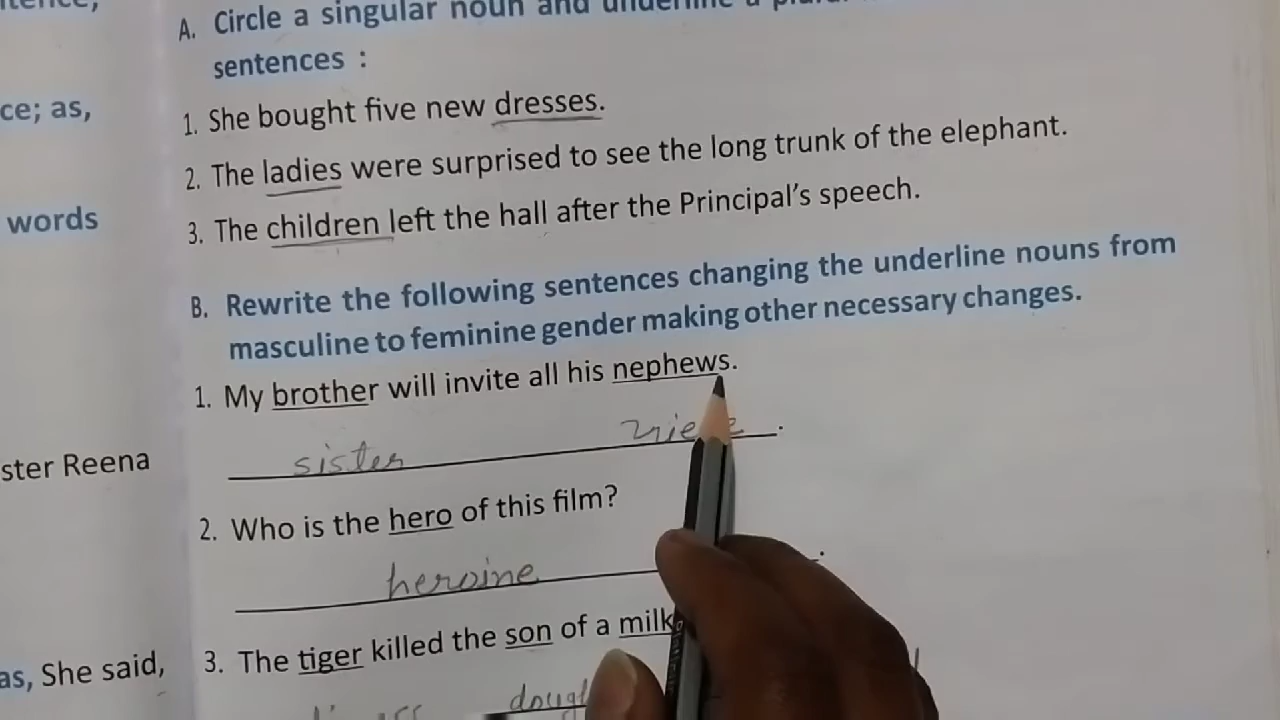 A. Circle a singular noun and underline a
sentences :
ce; as,
1. She bought five new dresses.
2. The ladies were surprised to see the long trunk of the elephant.
words
3. The children left the hall after the Principal's speech.
B. Rewrite the following sentences changing the underline nouns from
masculine to feminine gender making other necessary changes.
1. My brother will invite all his nephews.
sister
ster Reena
2. Who is the hero of this film?
heroine
as, She said,
3. The tiger killed the son of a milk